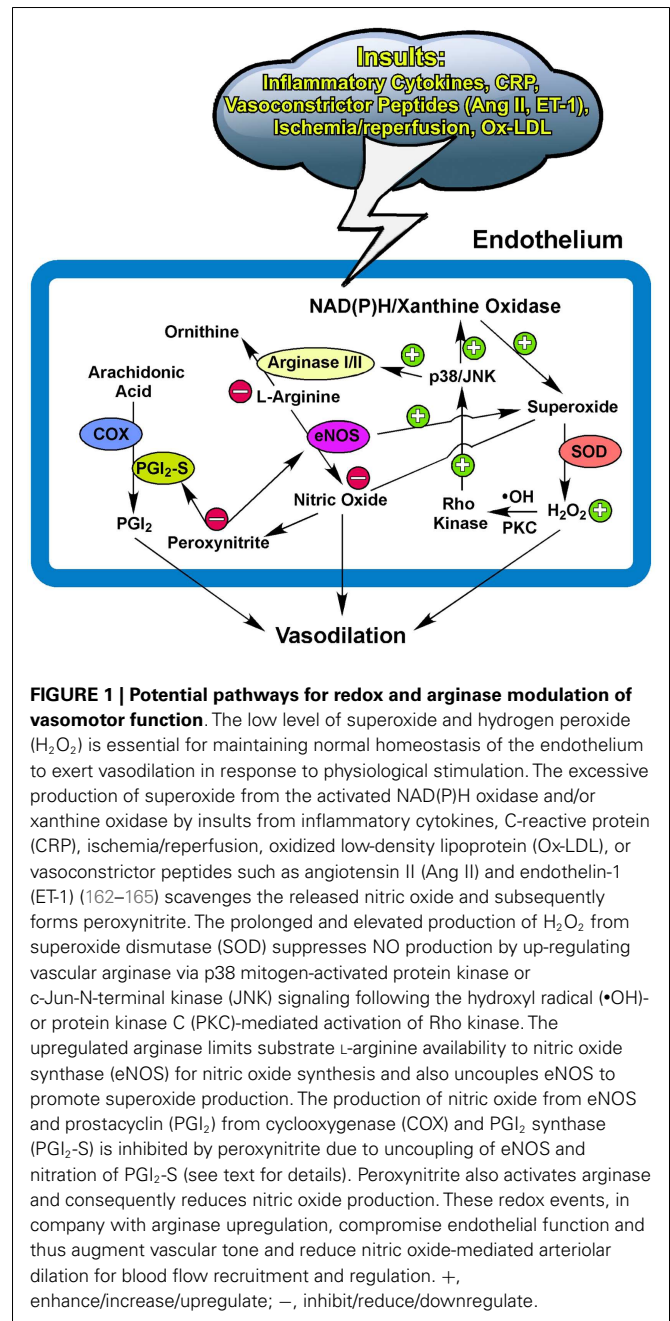 Insults:
Inflammatory Cytokines, CRP,
Vasoconstrictor Peptides (Ang II, ET-1),
Ischemia/reperfusion, Ox-LDL
Endothelium
NAD(P)H/Xanthine Oxidase
Ornithine
Arginase I/II
+
+
+
p38/JNK
Arachidonic
Acid
− L-Arginine
Superoxide
COX
eNOS
+
SOD
PGI₂-S
−
+
Nitric Oxide
Rho
Kinase
•OH
PKC
H₂O₂ +
PGI₂
−
Peroxynitrite
Vasodilation
FIGURE 1 | Potential pathways for redox and arginase modulation of
vasomotor function. The low level of superoxide and hydrogen peroxide
(H₂O₂) is essential for maintaining normal homeostasis of the endothelium
to exert vasodilation in response to physiological stimulation. The excessive
production of superoxide from the activated NAD(P)H oxidase and/or
xanthine oxidase by insults from inflammatory cytokines, C-reactive protein
(CRP), ischemia/reperfusion, oxidized low-density lipoprotein (Ox-LDL), or
vasoconstrictor peptides such as angiotensin II (Ang II) and endothelin-1
(ET-1) (162–165) scavenges the released nitric oxide and subsequently
forms peroxynitrite. The prolonged and elevated production of H₂O₂ from
superoxide dismutase (SOD) suppresses NO production by up-regulating
vascular arginase via p38 mitogen-activated protein kinase or
c-Jun-N-terminal kinase (JNK) signaling following the hydroxyl radical (•OH)-
or protein kinase C (PKC)-mediated activation of Rho kinase. The
upregulated arginase limits substrate L-arginine availability to nitric oxide
synthase (eNOS) for nitric oxide synthesis and also uncouples eNOS to
promote superoxide production. The production of nitric oxide from eNOS
and prostacyclin (PGI₂) from cyclooxygenase (COX) and PGI₂ synthase
(PGI₂-S) is inhibited by peroxynitrite due to uncoupling of eNOS and
nitration of PGI₂-S (see text for details). Peroxynitrite also activates arginase
and consequently reduces nitric oxide production. These redox events, in
company with arginase upregulation, compromise endothelial function and
thus augment vascular tone and reduce nitric oxide-mediated arteriolar
dilation for blood flow recruitment and regulation. +,
enhance/increase/upregulate; −, inhibit/reduce/downregulate.